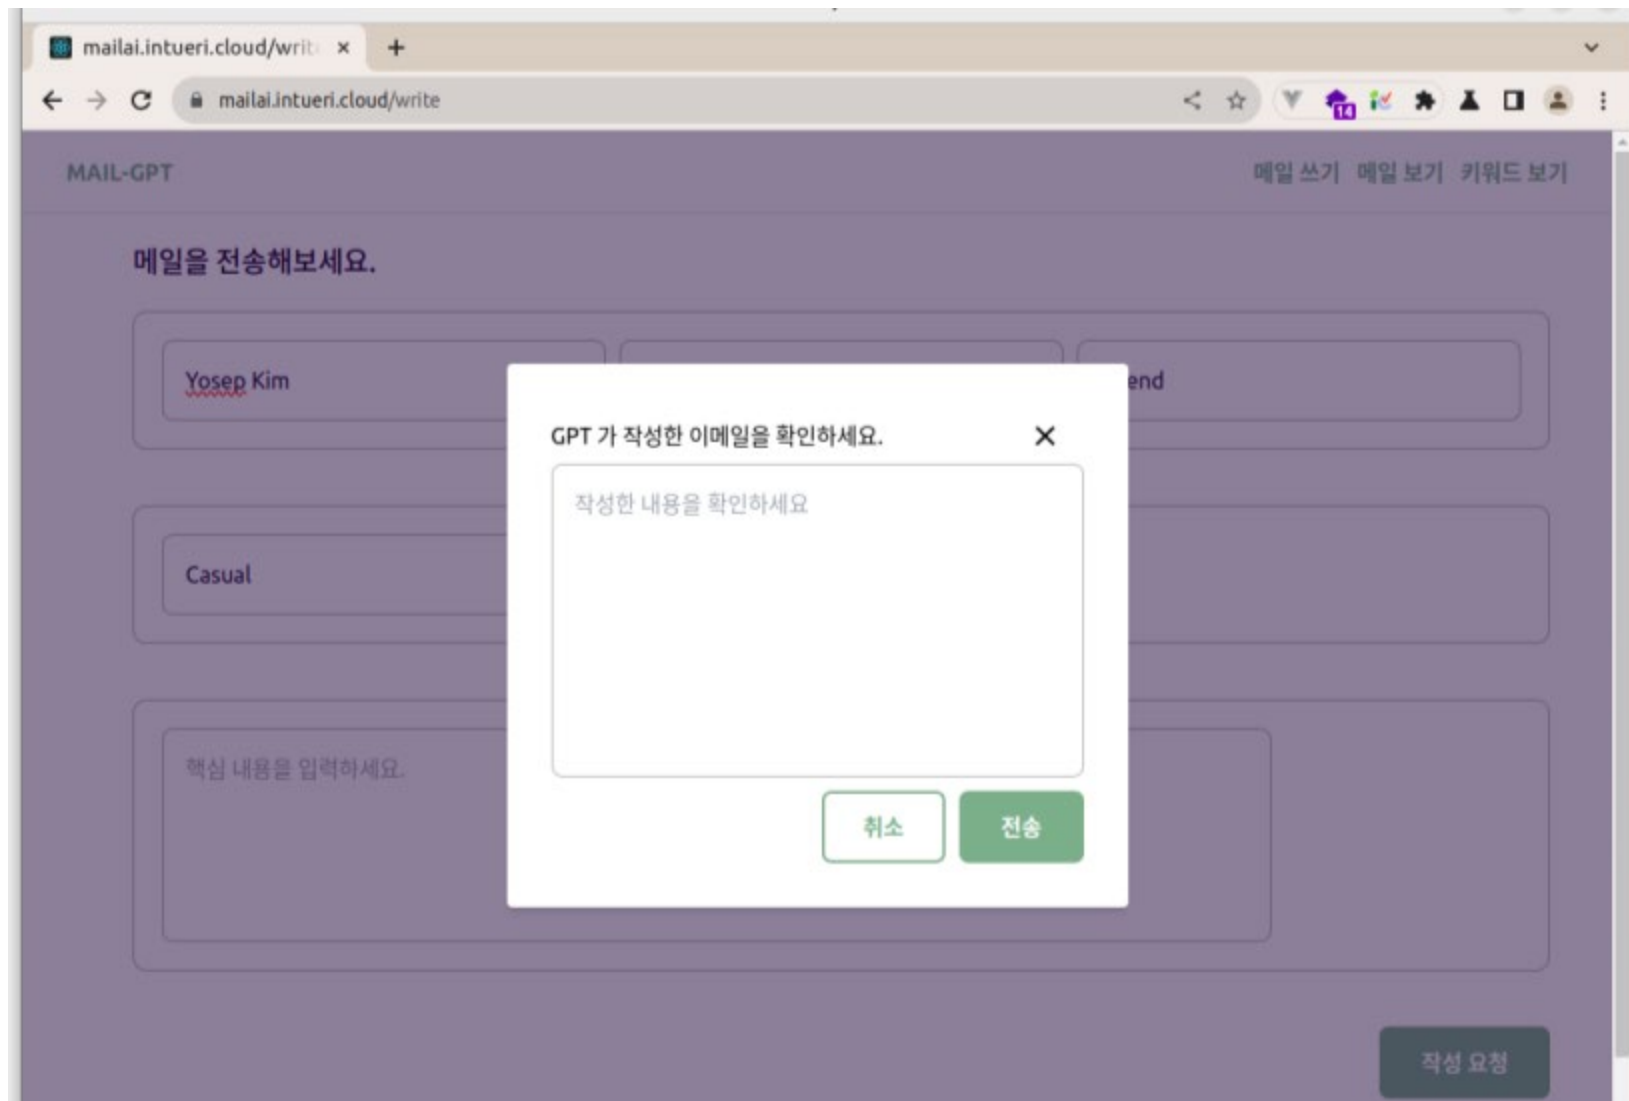 mailai.intueri.cloud/writ
mailai.intueri.cloud/write
14
MAIL-GPT
메일 쓰기 메일 보기 키워드 보기
메일을 전송해보세요.
Yosep Kim
end
GPT 가 작성한 이메일을 확인하세요.
작성한 내용을 확인하세요
Casual
핵심 내용을 입력하세요.
취소 전송
작성 요청